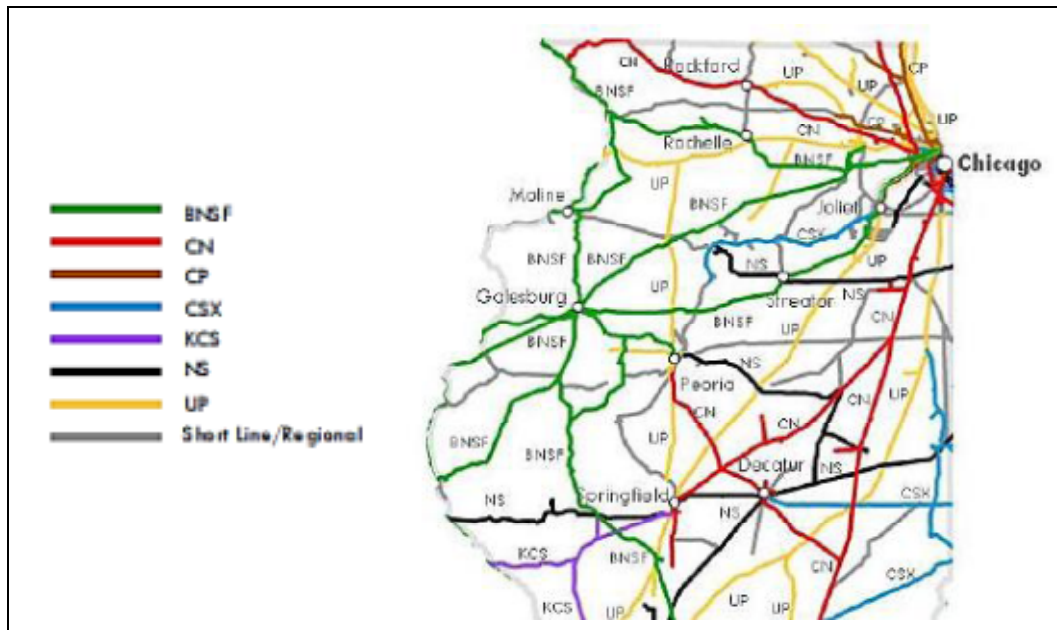 BNSF
CN
CP
CSX
KCS
NS
UP
Short Line/Regional
CN
Rockford
UP
CP
BNSF
UP
CP
UP
CN
Rochelle
BNSF
Chicago
UP
Moline
BNSF
Joliet
CSX
BNSF
BNSF
NS
UP
Galesburg
UP
Streator
NS
BNSF
UP
CN
BNSF
NS
Peoria
CN
UP
CN
CN
BNSF
BNSF
UP
Decatur
NS
NS
Springfield
CSX
NS
KCS
BNSF
CN
CSX
KCS
UP
UP
UP